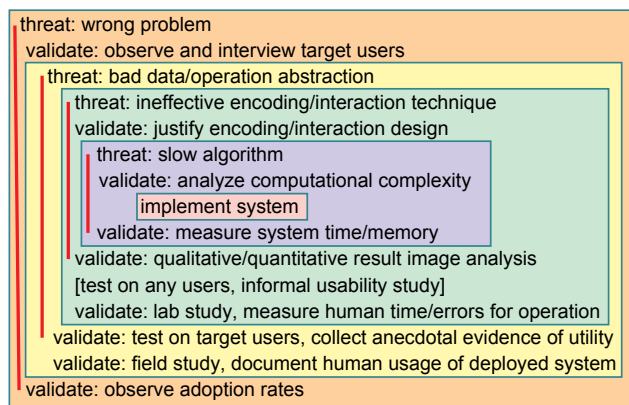 threat: wrong problem
validate: observe and interview target users
threat: bad data/operation abstraction
threat: ineffective encoding/interaction technique
validate: justify encoding/interaction design
threat: slow algorithm
validate: analyze computational complexity
implement system
validate: measure system time/memory
validate: qualitative/quantitative result image analysis
[test on any users, informal usability study]
validate: lab study, measure human time/errors for operation
validate: test on target users, collect anecdotal evidence of utility
validate: field study, document human usage of deployed system
validate: observe adoption rates